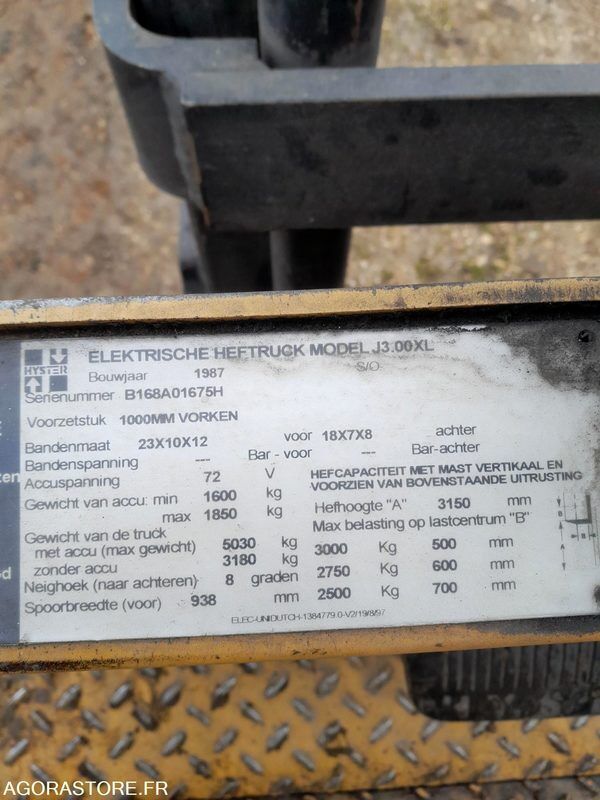 HYSTER
ELEKTRISCHE HEFTRUCK MODEL J3.00XL
Bouwjaar 1987 S/O
Serienummer B168A01675H
Voorzetstuk 1000MM VORKEN
Bandenmaat 23X10X12 voor 18X7X8 achter
Bandenspanning --- Bar - voor --- Bar-achter
Accuspanning 72 V
Gewicht van accu: min 1600 kg
max 1850 kg
Gewicht van de truck
met accu (max gewicht) 5030 kg
zonder accu 3180 kg
Neighoek (naar achteren) 8 graden
Spoorbreedte (voor) 938 mm
HEFCAPACITEIT MET MAST VERTIKAAL EN
VOORZIEN VAN BOVENSTAANDE UITRUSTING
Hefhoogte "A" 3150 mm
Max belasting op lastcentrum "B"
3000 Kg 500 mm
2750 Kg 600 mm
2500 Kg 700 mm
B
A
B
ELEC-UNIDUTCH-1384779.0-V2/19/8/97
zen
d
AGORASTORE.FR